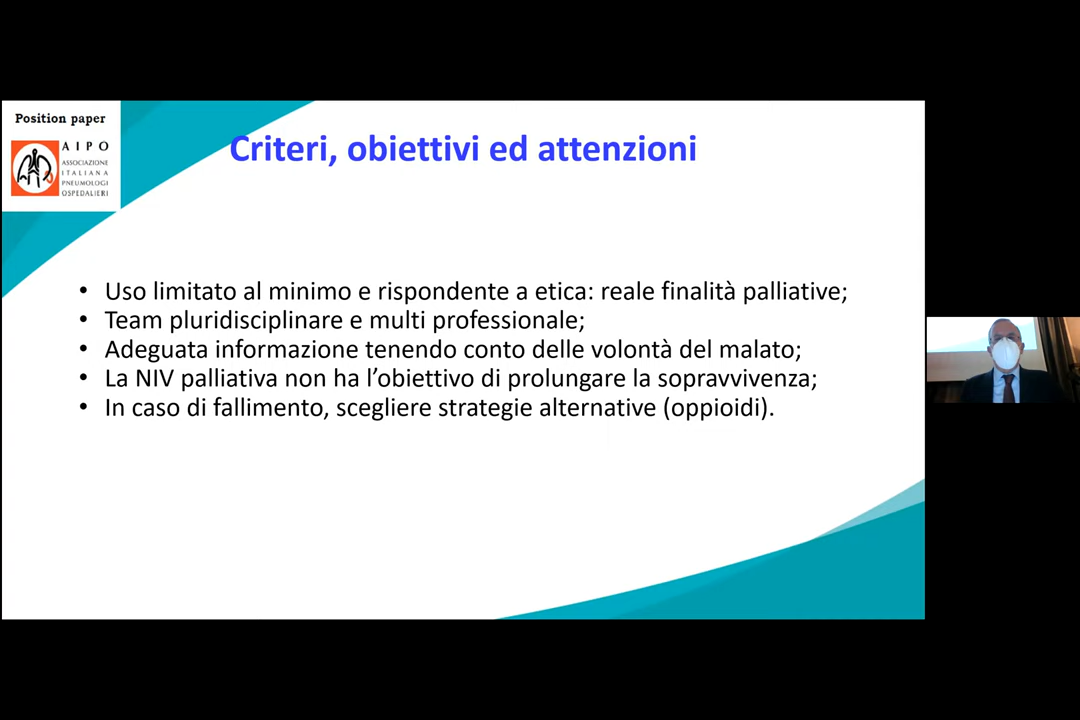 Position paper
AIPO
ASSOCIAZIONE
ITALIANA
PNEUMOLOGI
OSPEDALIERI
Criteri, obiettivi ed attenzioni
• Uso limitato al minimo e rispondente a etica: reale finalità palliative;
• Team pluridisciplinare e multi professionale;
• Adeguata informazione tenendo conto delle volontà del malato;
• La NIV palliativa non ha l’obiettivo di prolungare la sopravvivenza;
• In caso di fallimento, scegliere strategie alternative (oppioidi).